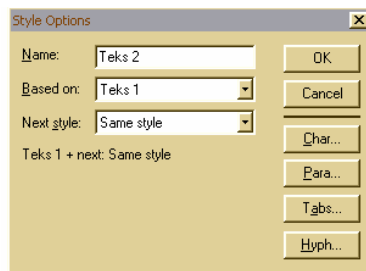 Style Options
Name: Teks 2
OK
Based on: Teks 1
Cancel
Next style: Same style
Char...
Teks 1 + next: Same style
Para...
Tabs...
Hyph...